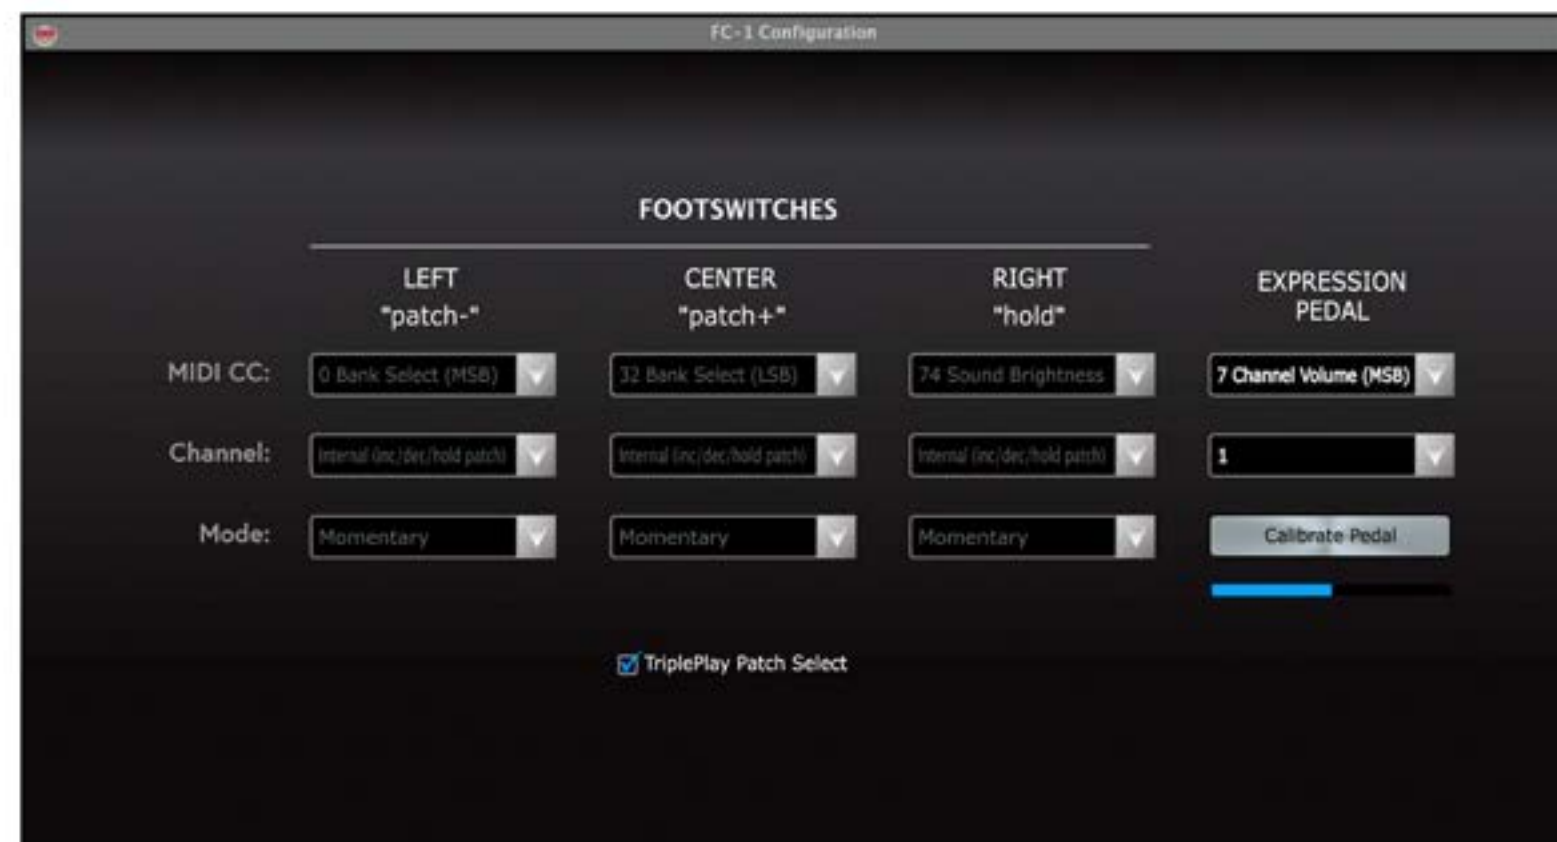 FC-1 Configuration
FOOTSWITCHES
LEFT CENTER RIGHT EXPRESSION
"patch-" "patch+" "hold" PEDAL
MIDI CC: 0 Bank Select (MSB) 32 Bank Select (LSB) 74 Sound Brightness 7 Channel Volume (MSB)
Channel: Internal (inc/dec/hold patch) Internal (inc/dec/hold patch) Internal (inc/dec/hold patch) 1
Mode: Momentary Momentary Momentary Calibrate Pedal
TriplePlay Patch Select